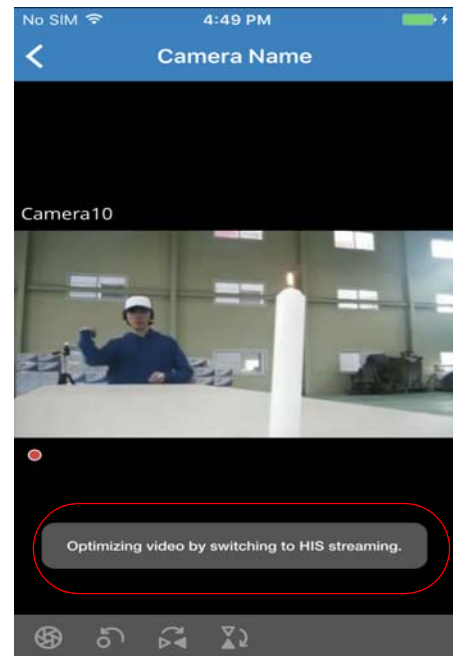 No SIM 4:49 PM
Camera Name
Camera10
Optimizing video by switching to HIS streaming.